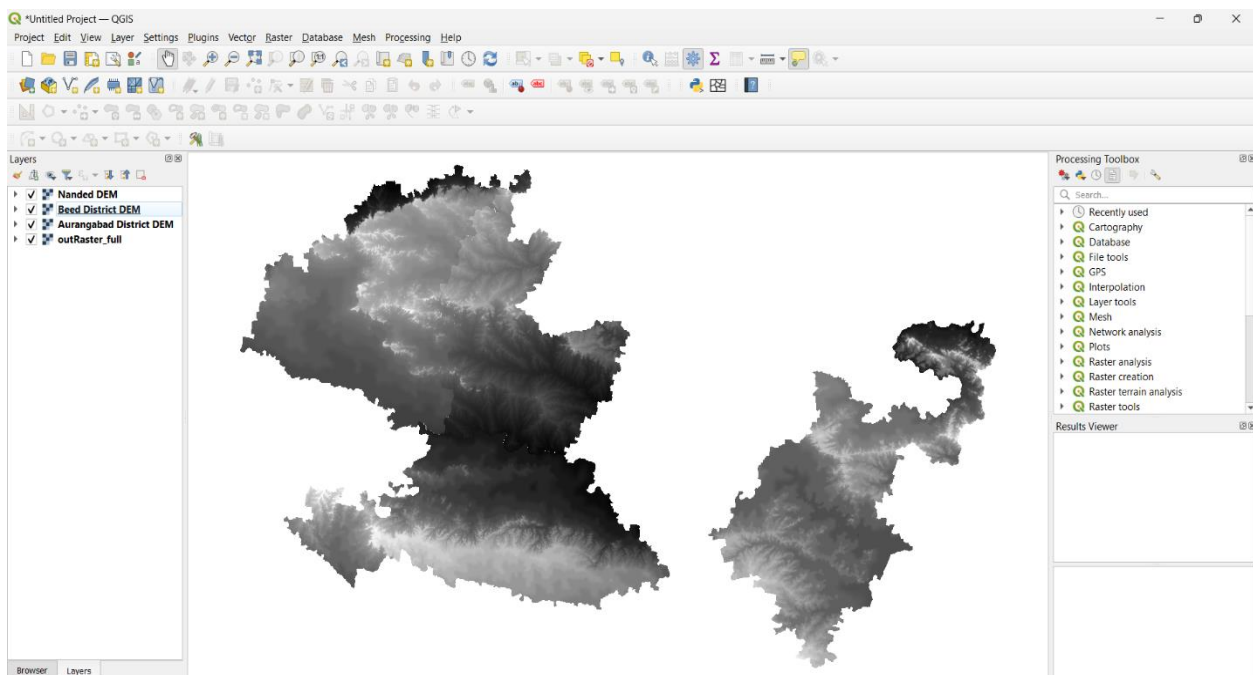 *Untitled Project — QGIS
Project Edit View Layer Settings Plugins Vector Raster Database Mesh Processing Help
Layers
Nanded DEM
Beed District DEM
Aurangabad District DEM
outRaster_full
Browser Layers
Processing Toolbox
Search...
Recently used
Cartography
Database
File tools
GPS
Interpolation
Layer tools
Mesh
Network analysis
Plots
Raster analysis
Raster creation
Raster terrain analysis
Raster tools
Results Viewer